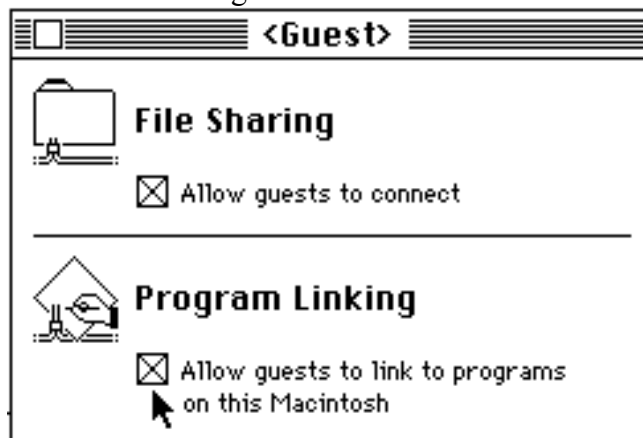 <Guest>
File Sharing
Allow guests to connect
Program Linking
Allow guests to link to programs
on this Macintosh